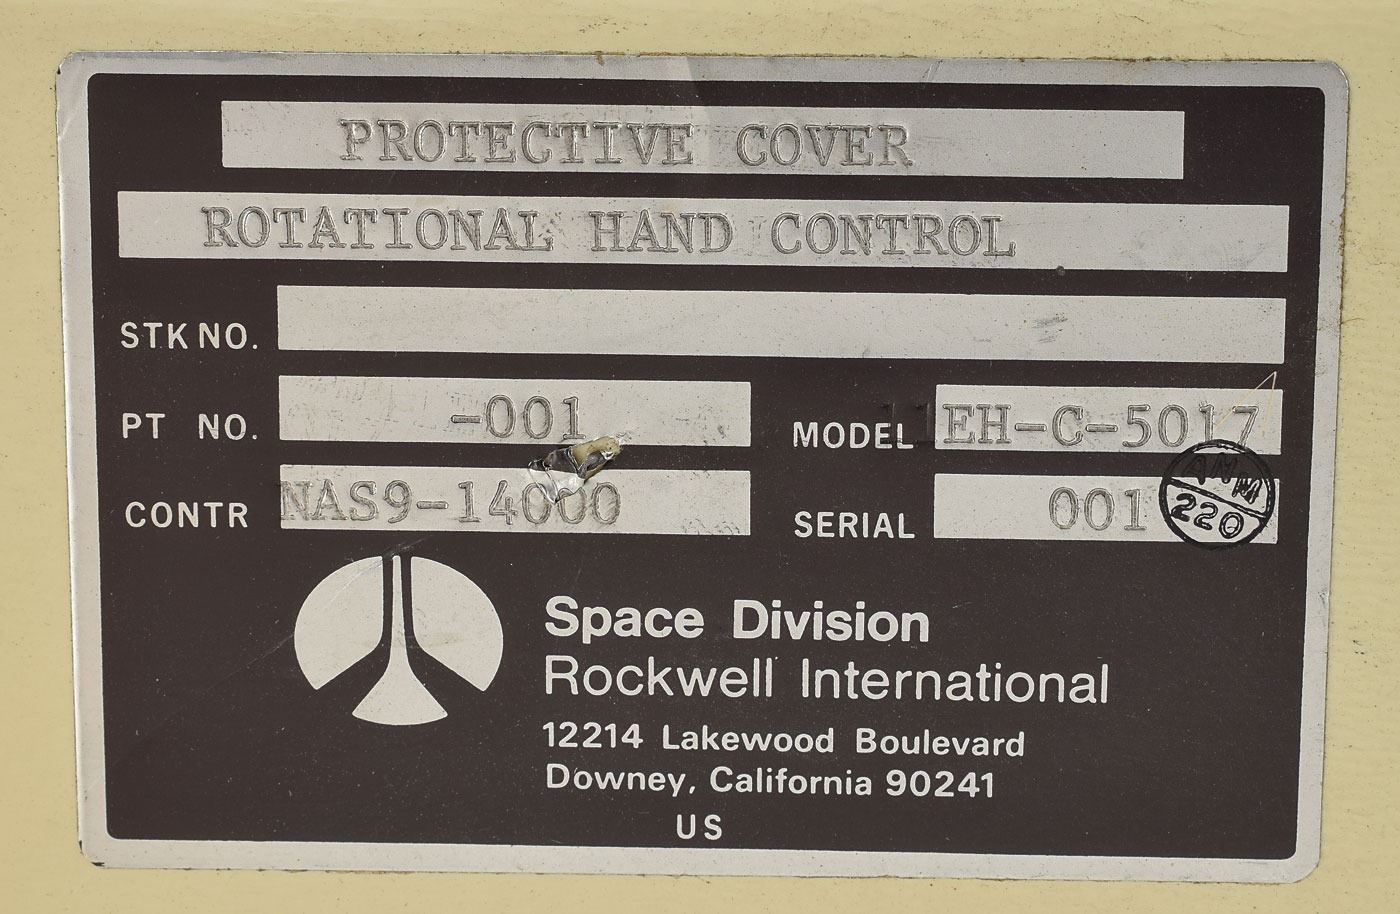 PROTECTIVE COVER
ROTATIONAL HAND CONTROL
STK NO.
PT NO. -001
MODEL EH-C-5017
CONTR NAS9-14000
SERIAL 001
AMM
220
Space Division
Rockwell International
12214 Lakewood Boulevard
Downey, California 90241
US